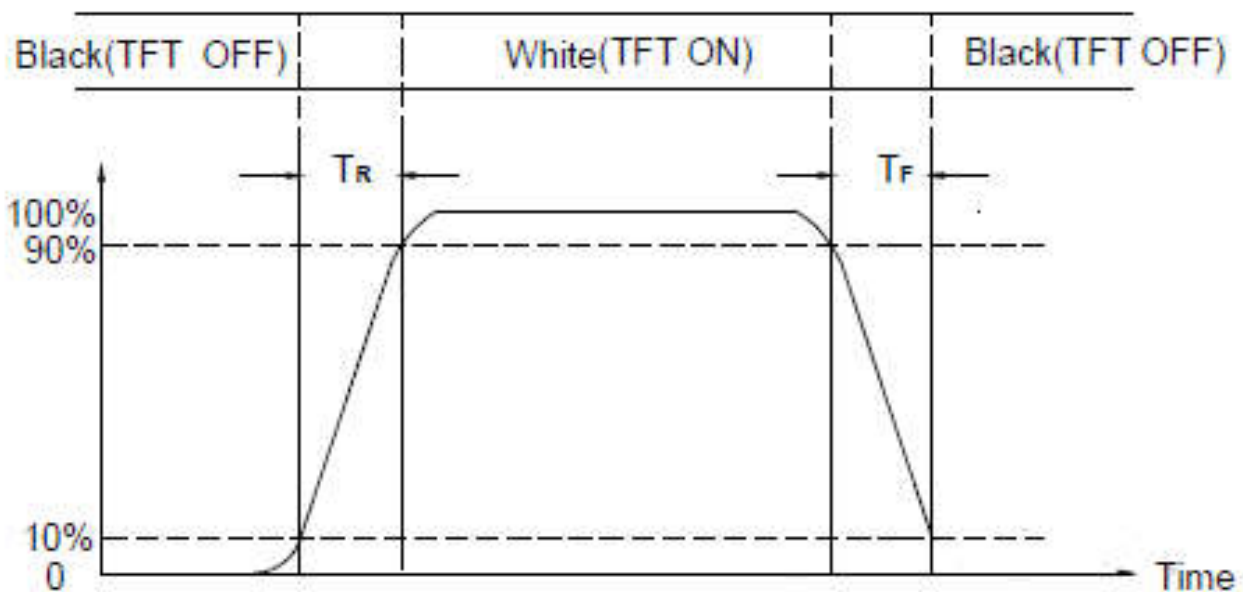 Black(TFT OFF) White(TFT ON) Black(TFT OFF)
TR TF
100%
90%
10%
0
Time